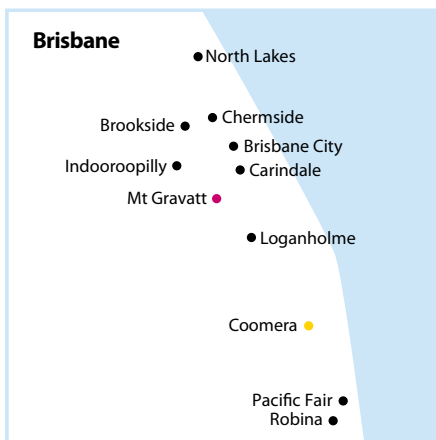 Brisbane
North Lakes
Chermside
Brookside
Brisbane City
Indooroopilly
Carindale
Mt Gravatt
Loganholme
Coomera
Pacific Fair
Robina